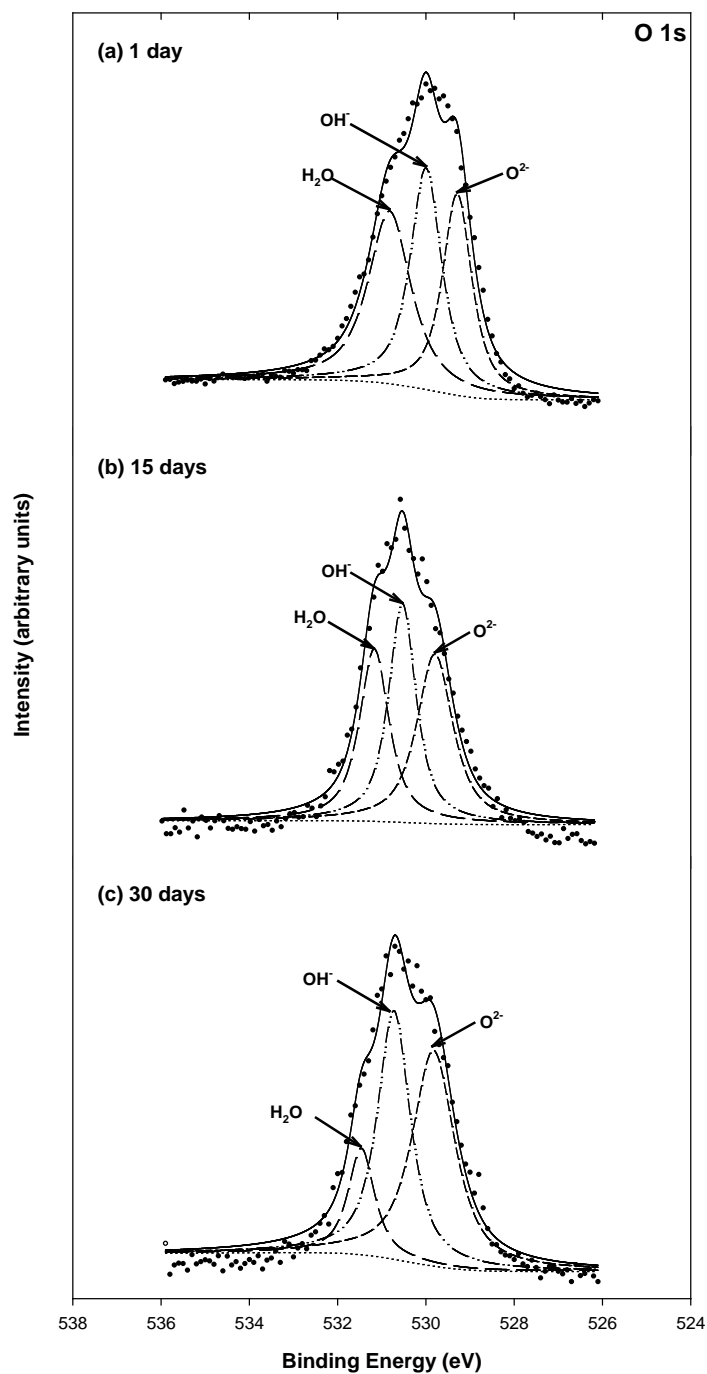 O 1s
(a) 1 day
OH⁻
H₂O
O²⁻
(b) 15 days
OH⁻
H₂O
O²⁻
(c) 30 days
OH⁻
O²⁻
H₂O
Intensity (arbitrary units)
538 536 534 532 530 528 526 524
Binding Energy (eV)